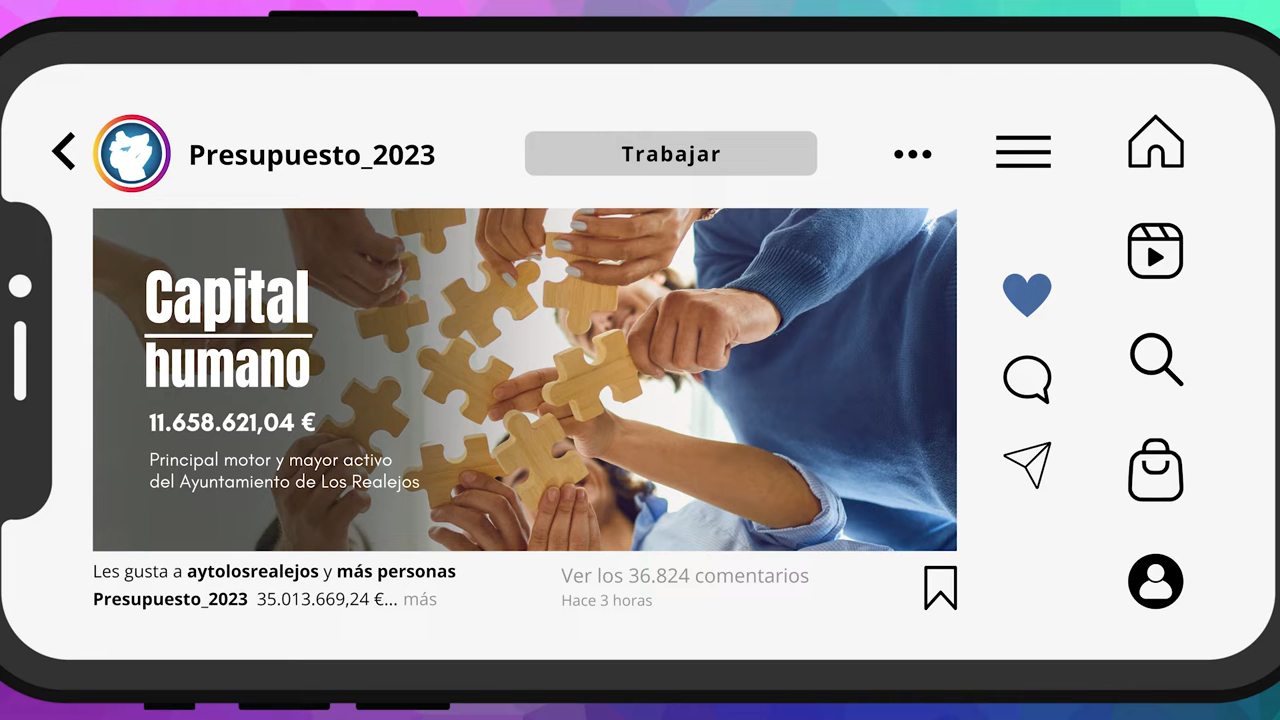 Presupuesto_2023
Trabajar
Capital
humano
11.658.621,04 €
Principal motor y mayor activo
del Ayuntamiento de Los Realejos
Les gusta a aytolosrealejos y más personas
Presupuesto_2023 35.013.669,24 €... más
Ver los 36.824 comentarios
Hace 3 horas